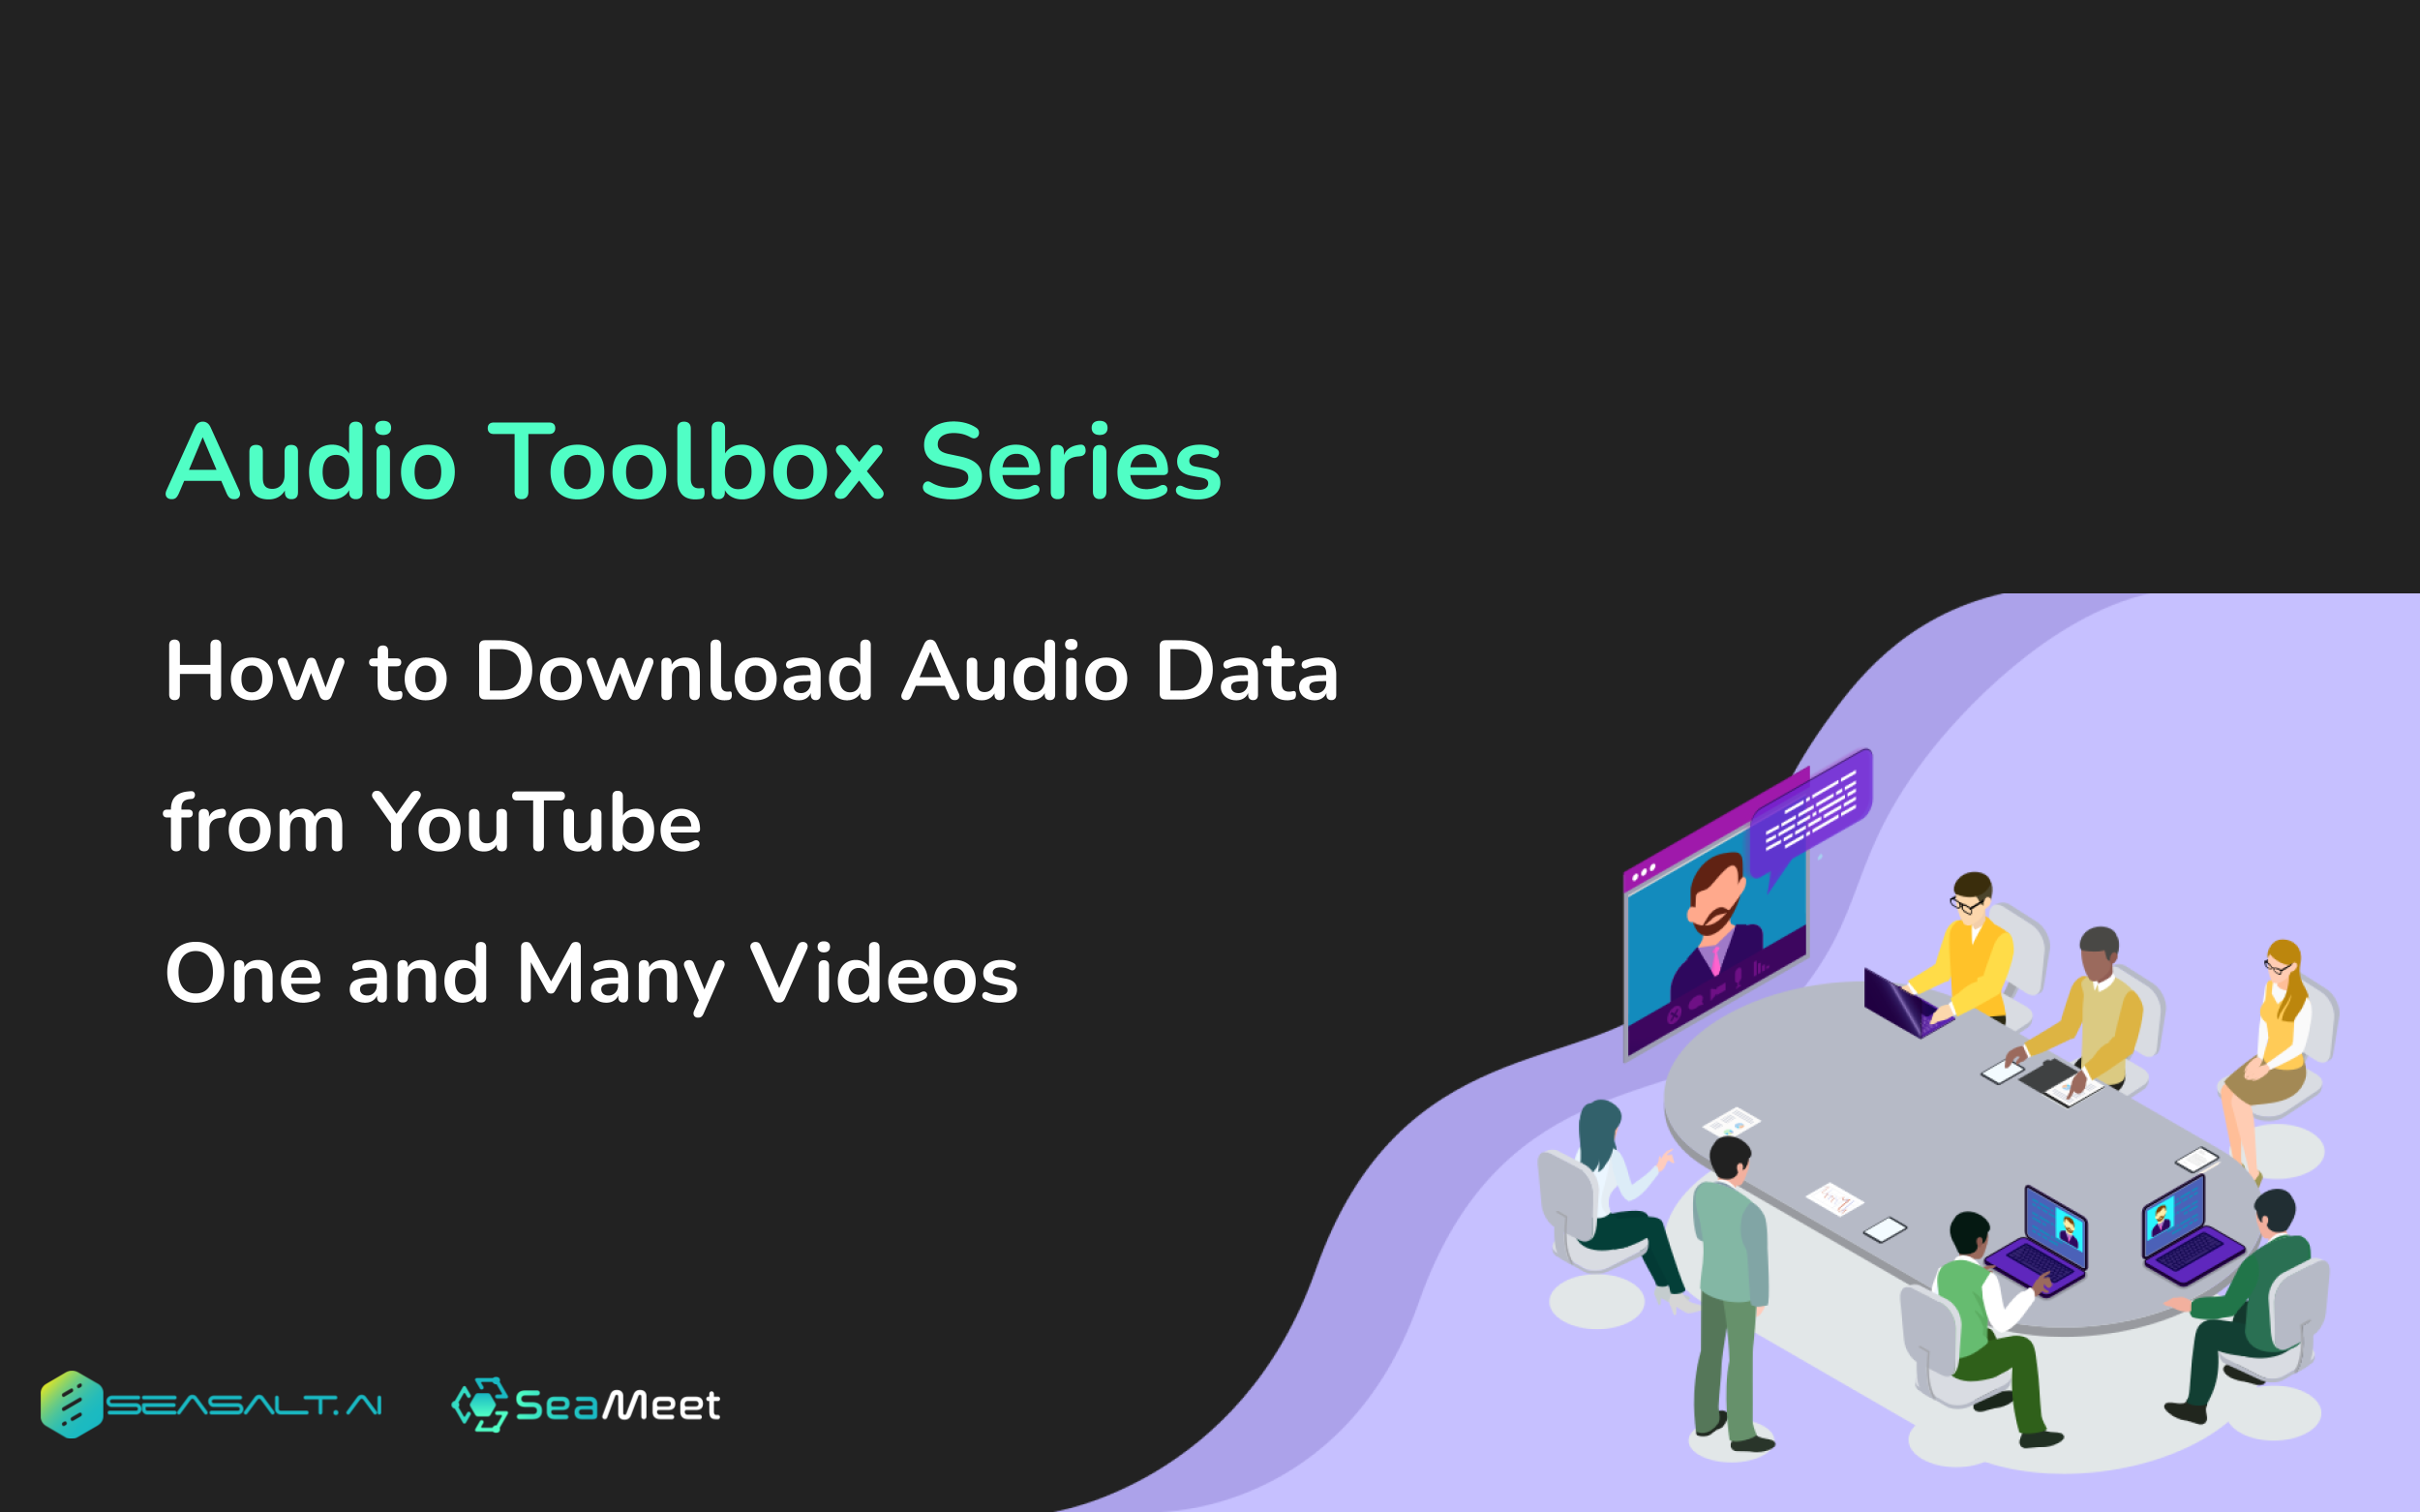 Audio Toolbox Series
How to Download Audio Data
from YouTube
One and Many Videos
SEASALT.AI
SeaMeet